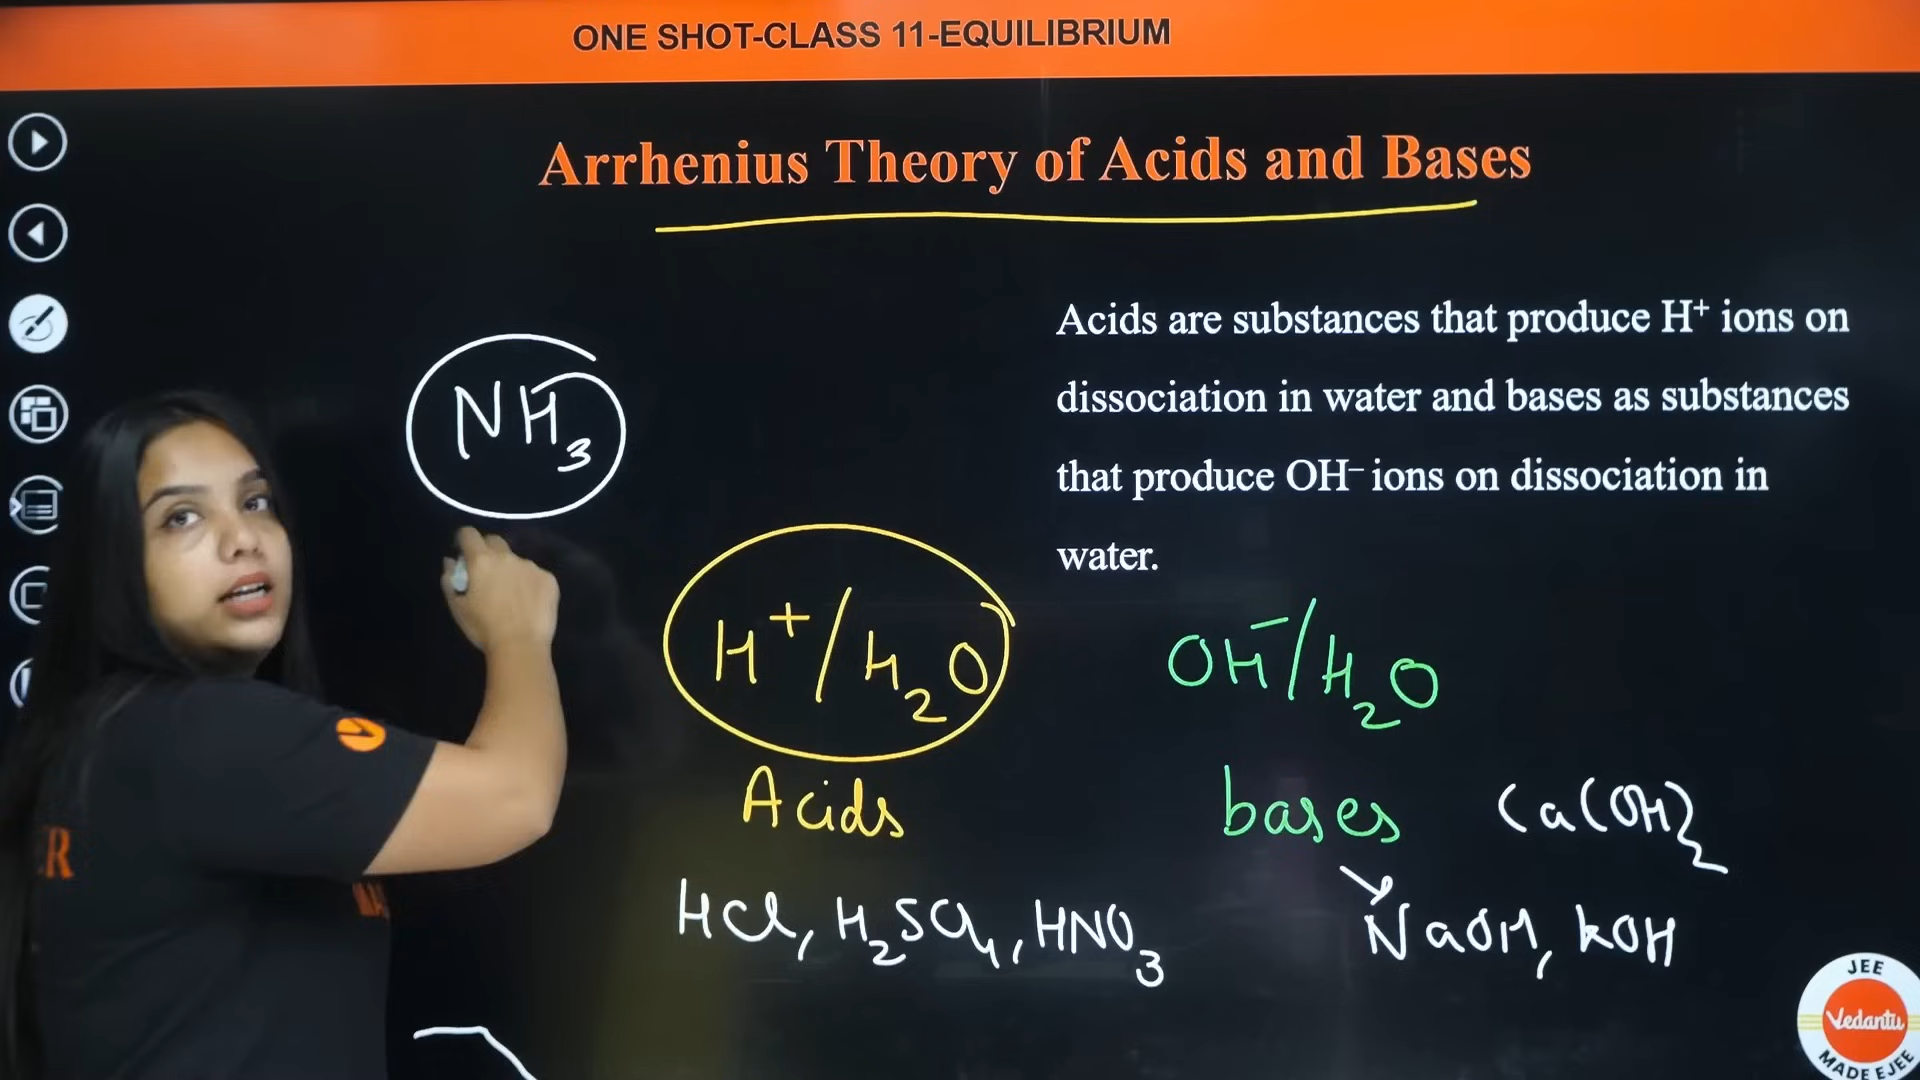 ONE SHOT-CLASS 11-EQUILIBRIUM
Arrhenius Theory of Acids and Bases
Acids are substances that produce H⁺ ions on
dissociation in water and bases as substances
that produce OH⁻ ions on dissociation in
water.
NH₃
H⁺/H₂O
OH⁻/H₂O
Acids
bases
Ca(OH)₂
HCl, H₂SO₄, HNO₃
NaOH, KOH
R
JEE
Vedantu
MADE EJEE